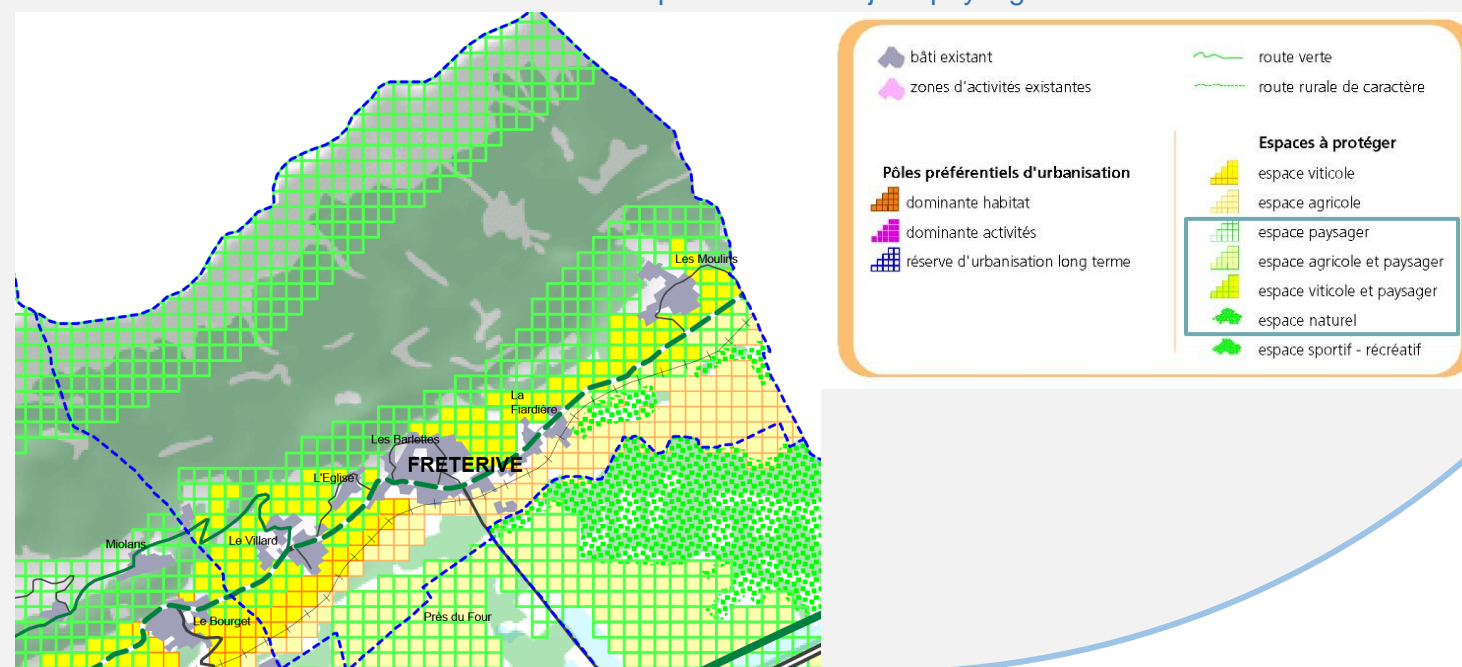 Les Moulins
La
Fiardière
Les Barlettes
FRETERIVE
L'Eglise
Miolans
Le Villard
Le Bourget
Près du Four
bâti existant
zones d'activités existantes
route verte
route rurale de caractère
Pôles préférentiels d'urbanisation
dominante habitat
dominante activités
réserve d'urbanisation long terme
Espaces à protéger
espace viticole
espace agricole
espace paysager
espace agricole et paysager
espace viticole et paysager
espace naturel
espace sportif - récréatif